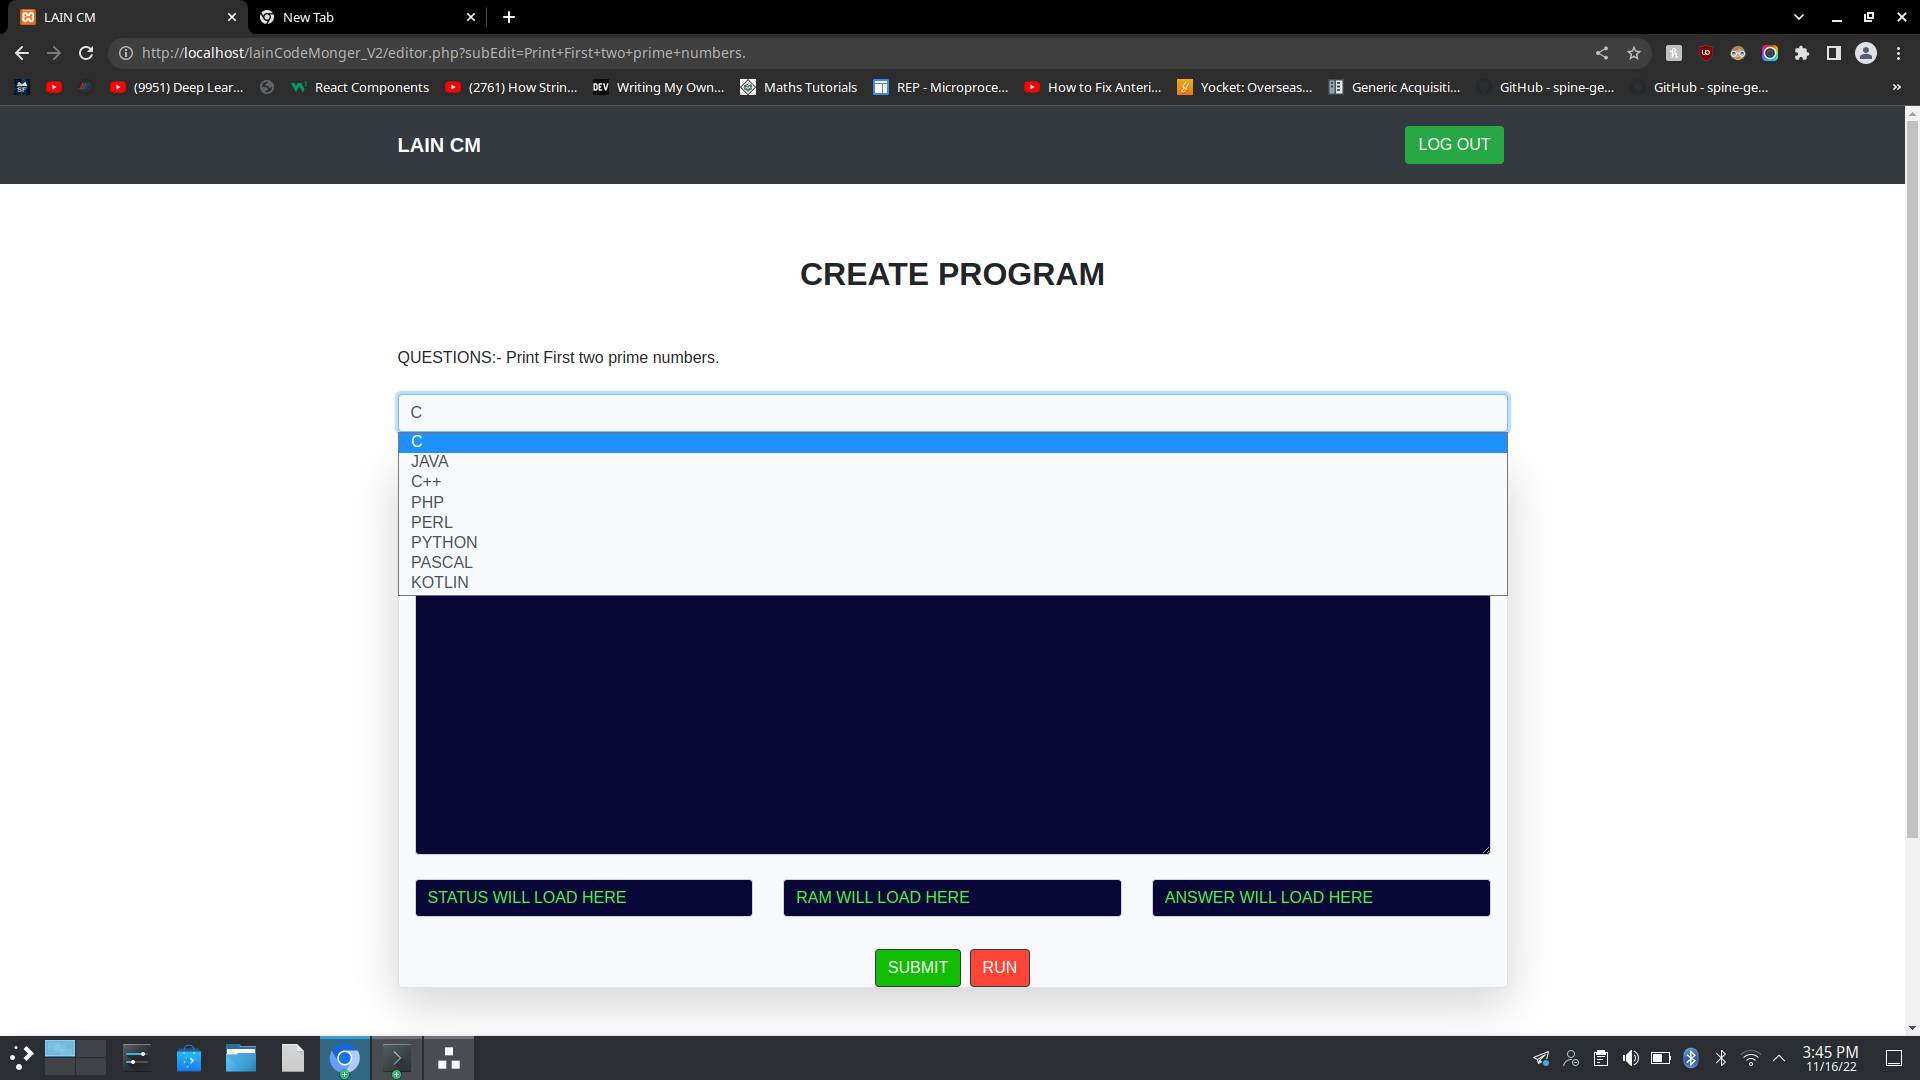 LAIN CM
New Tab
http://localhost/lainCodeMonger_V2/editor.php?subEdit=Print+First+two+prime+numbers.
(9951) Deep Lear...
React Components
(2761) How Strin...
DEV
Writing My Own...
Maths Tutorials
REP - Microproce...
How to Fix Anteri...
Yocket: Overseas...
Generic Acquisiti...
GitHub - spine-ge...
GitHub - spine-ge...
LAIN CM
LOG OUT
CREATE PROGRAM
QUESTIONS:- Print First two prime numbers.
C
C
JAVA
C++
PHP
PERL
PYTHON
PASCAL
KOTLIN
STATUS WILL LOAD HERE
RAM WILL LOAD HERE
ANSWER WILL LOAD HERE
SUBMIT
RUN
3:45 PM
11/16/22